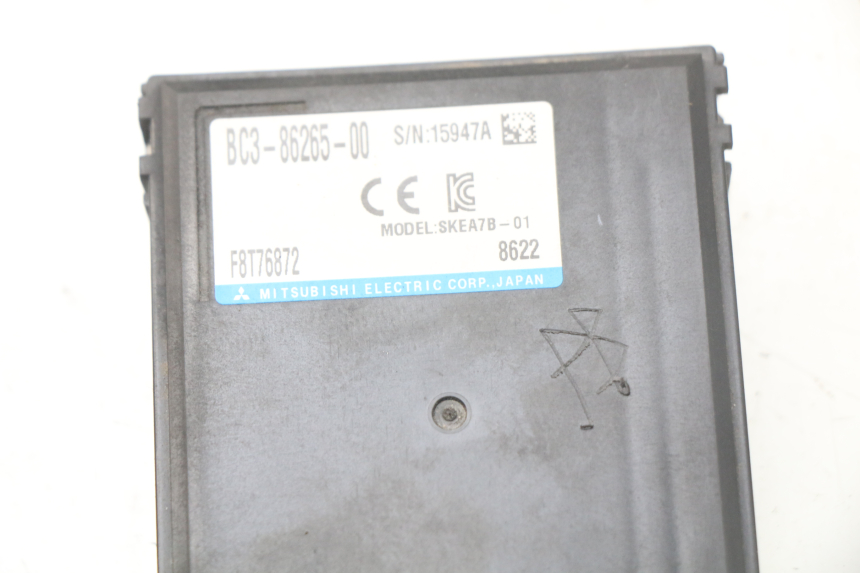 BC3-86265-00 S/N:15947A
CE
MODEL:SKEA7B-01
F8T76872 8622
MITSUBISHI ELECTRIC CORP.,JAPAN